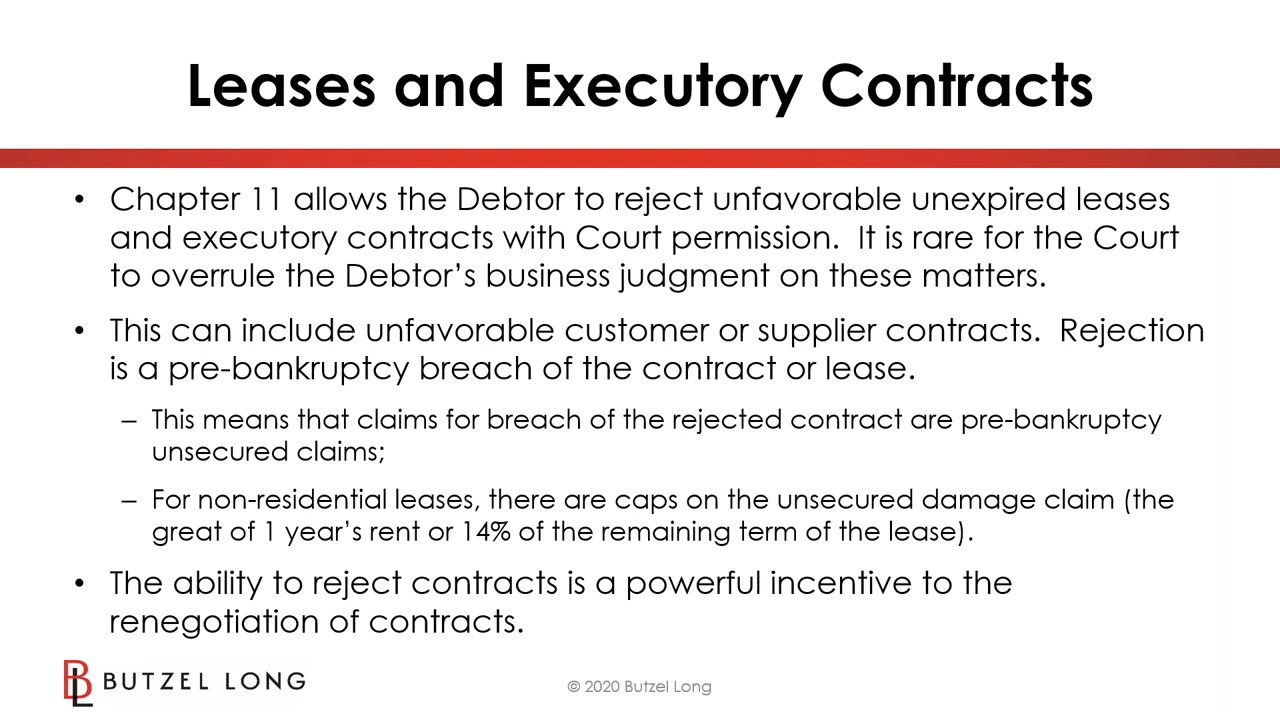 Leases and Executory Contracts
• Chapter 11 allows the Debtor to reject unfavorable unexpired leases
and executory contracts with Court permission.  It is rare for the Court
to overrule the Debtor’s business judgment on these matters.
• This can include unfavorable customer or supplier contracts.  Rejection
is a pre-bankruptcy breach of the contract or lease.
– This means that claims for breach of the rejected contract are pre-bankruptcy
unsecured claims;
– For non-residential leases, there are caps on the unsecured damage claim (the
great of 1 year’s rent or 14% of the remaining term of the lease).
• The ability to reject contracts is a powerful incentive to the
renegotiation of contracts.
BL BUTZEL LONG
© 2020 Butzel Long